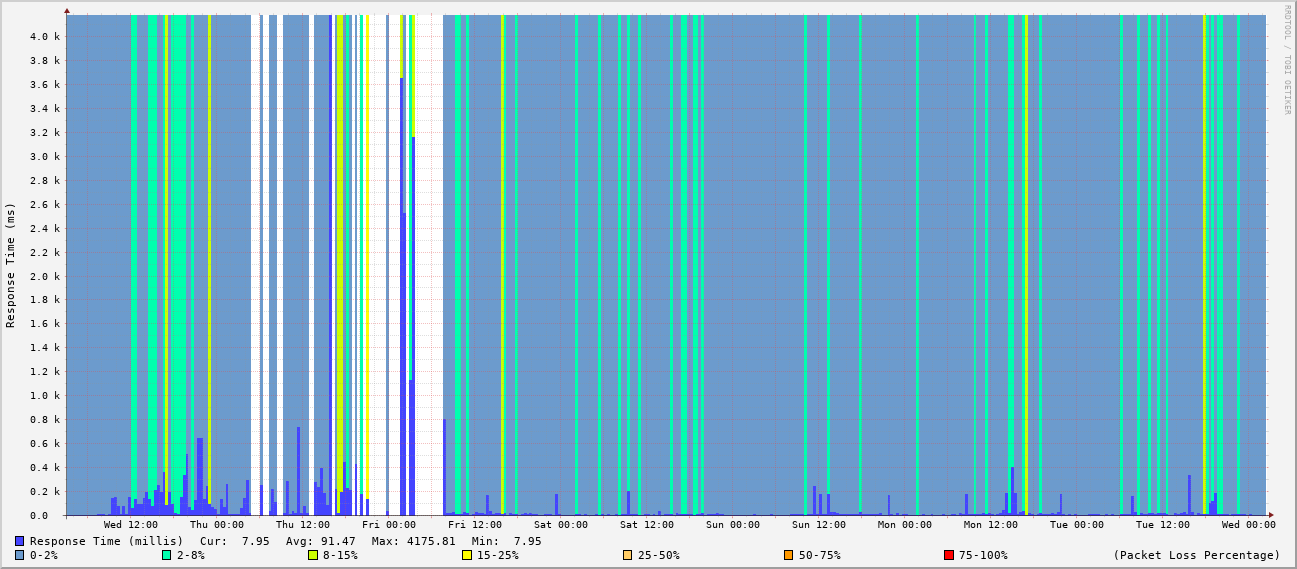 4.0 k
3.8 k
3.6 k
3.4 k
3.2 k
3.0 k
2.8 k
2.6 k
2.4 k
2.2 k
2.0 k
1.8 k
1.6 k
1.4 k
1.2 k
1.0 k
0.8 k
0.6 k
0.4 k
0.2 k
0.0
Response Time (ms)
RRDTOOL / TOBI OETIKER
Wed 12:00 Thu 00:00 Thu 12:00 Fri 00:00 Fri 12:00 Sat 00:00 Sat 12:00 Sun 00:00 Sun 12:00 Mon 00:00 Mon 12:00 Tue 00:00 Tue 12:00 Wed 00:00
Response Time (millis) Cur: 7.95 Avg: 91.47 Max: 4175.81 Min: 7.95
0-2% 2-8% 8-15% 15-25% 25-50% 50-75% 75-100% (Packet Loss Percentage)